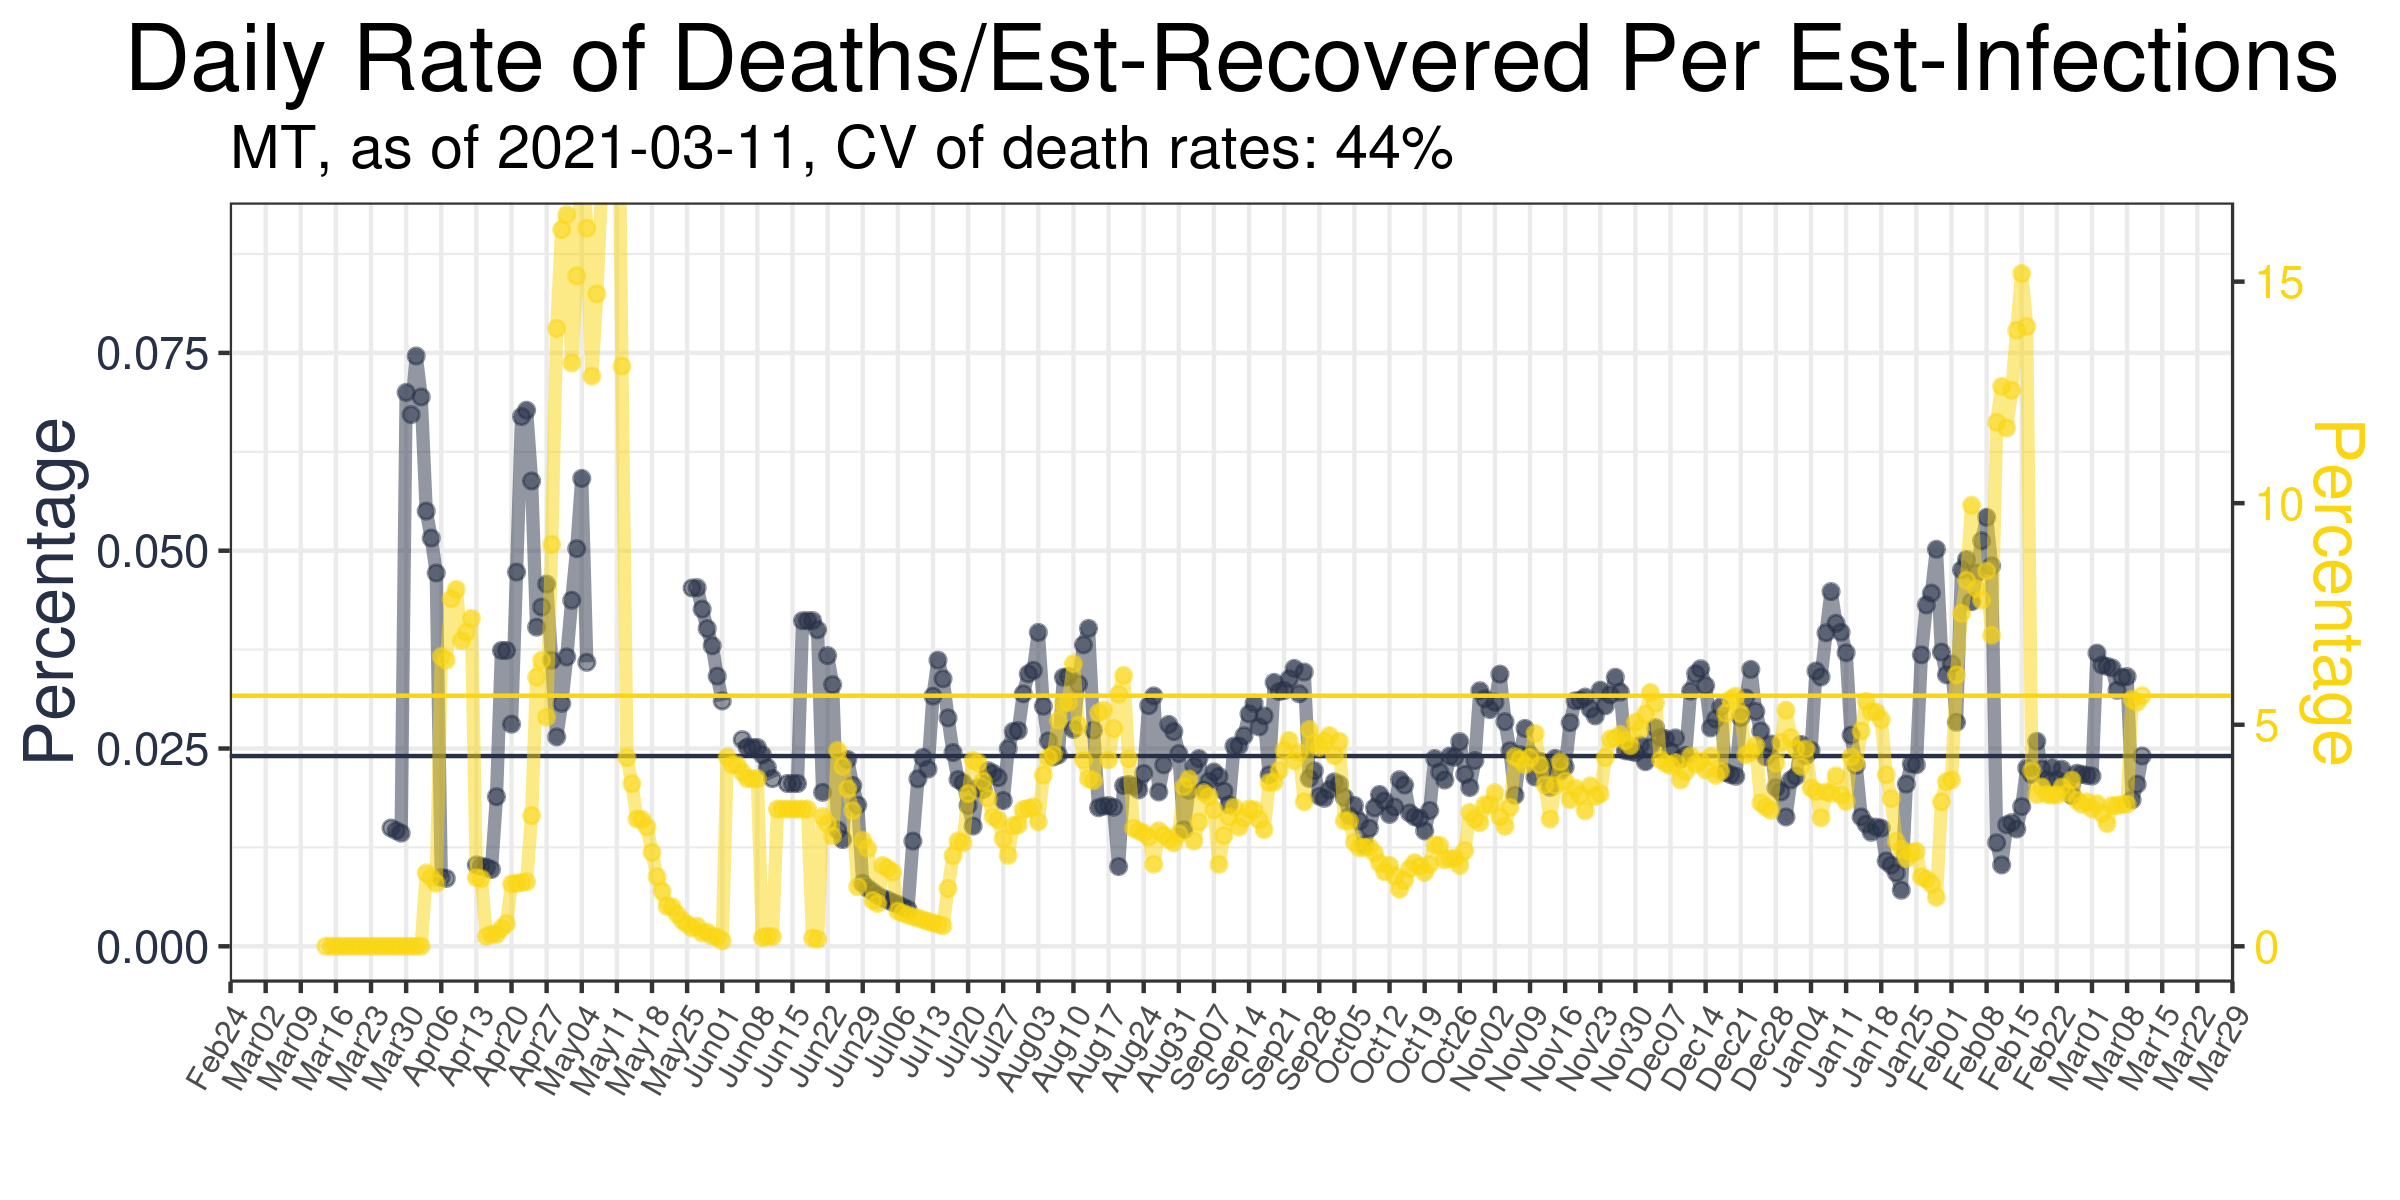 Daily Rate of Deaths/Est-Recovered Per Est-Infections
MT, as of 2021-03-11, CV of death rates: 44%
Percentage
0.075
0.050
0.025
0.000
15
10
5
0
Percentage
Feb24
Mar02
Mar09
Mar16
Mar23
Mar30
Apr06
Apr13
Apr20
Apr27
May04
May11
May18
May25
Jun01
Jun08
Jun15
Jun22
Jun29
Jul06
Jul13
Jul20
Jul27
Aug03
Aug10
Aug17
Aug24
Aug31
Sep07
Sep14
Sep21
Sep28
Oct05
Oct12
Oct19
Oct26
Nov02
Nov09
Nov16
Nov23
Nov30
Dec07
Dec14
Dec21
Dec28
Jan04
Jan11
Jan18
Jan25
Feb01
Feb08
Feb15
Feb22
Mar01
Mar08
Mar15
Mar22
Mar29